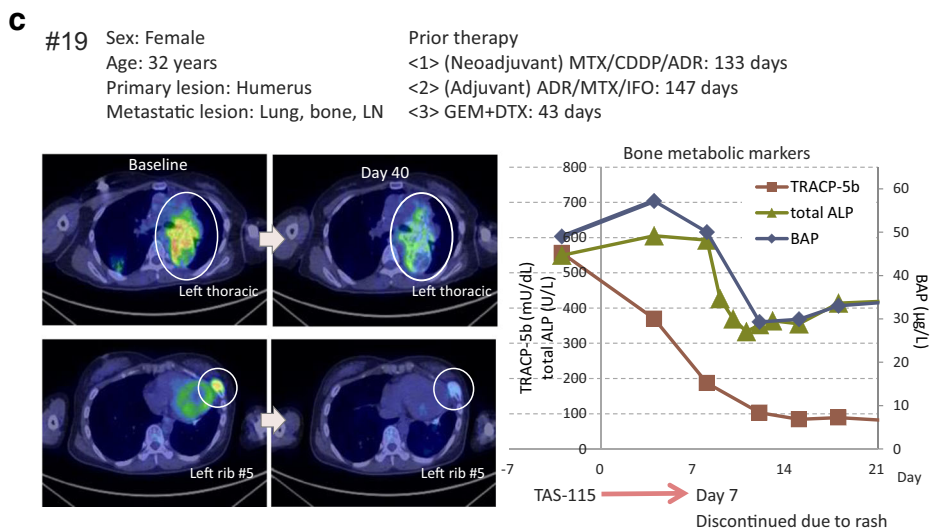 c
#19
Sex: Female
Age: 32 years
Primary lesion: Humerus
Metastatic lesion: Lung, bone, LN
Prior therapy
<1> (Neoadjuvant) MTX/CDDP/ADR: 133 days
<2> (Adjuvant) ADR/MTX/IFO: 147 days
<3> GEM+DTX: 43 days
Baseline
Left thoracic
Day 40
Left thoracic
Left rib #5
Left rib #5
Bone metabolic markers
TRACP-5b
total ALP
BAP
TRACP-5b (mU/dL)
total ALP (U/L)
800
700
600
500
400
300
200
100
0
BAP (μg/L)
60
50
40
30
20
10
0
-7 0 7 14 21 Day
TAS-115 Day 7
Discontinued due to rash